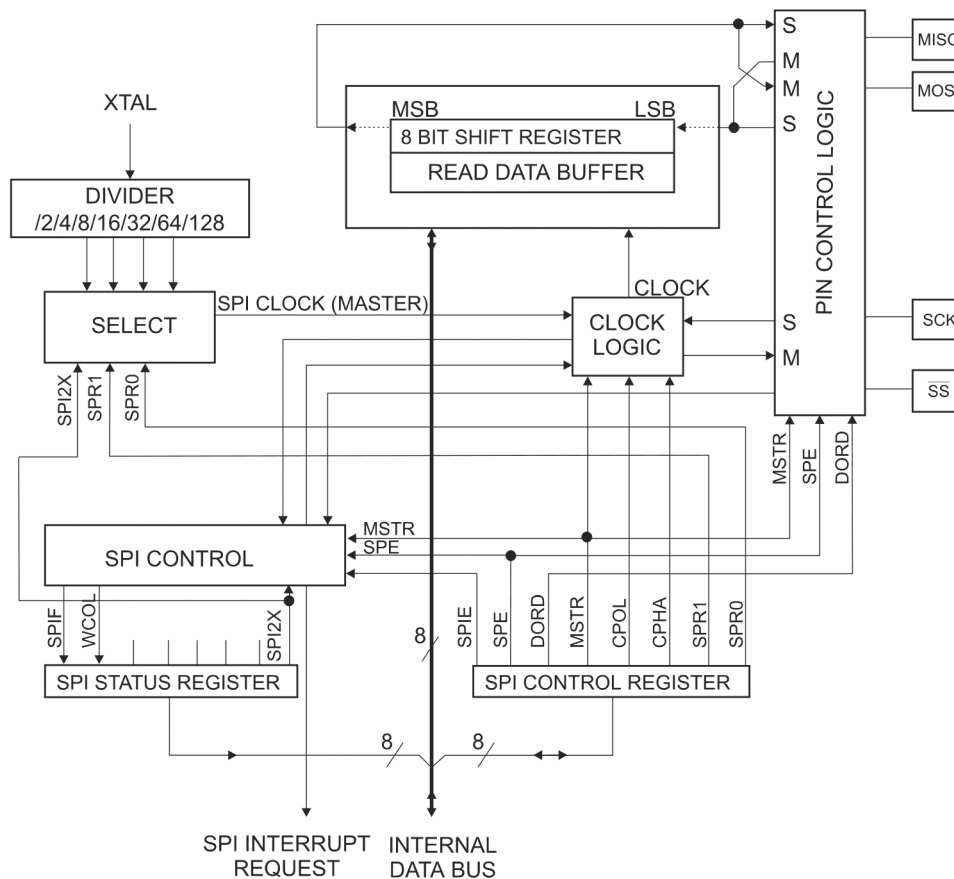 S
MISO
M
MOSI
M
XTAL
MSB
LSB
S
8 BIT SHIFT REGISTER
READ DATA BUFFER
DIVIDER
/2/4/8/16/32/64/128
PIN CONTROL LOGIC
CLOCK
SPI CLOCK (MASTER)
SELECT
CLOCK
LOGIC
S
SCK
M
SPI2X
SPR1
SPR0
SS
MSTR
SPE
DORD
MSTR
SPE
SPI CONTROL
SPIF
WCOL
SPI2X
8
SPIE
SPE
DORD
MSTR
CPOL
CPHA
SPR1
SPR0
SPI STATUS REGISTER
SPI CONTROL REGISTER
8
8
SPI INTERRUPT
REQUEST
INTERNAL
DATA BUS